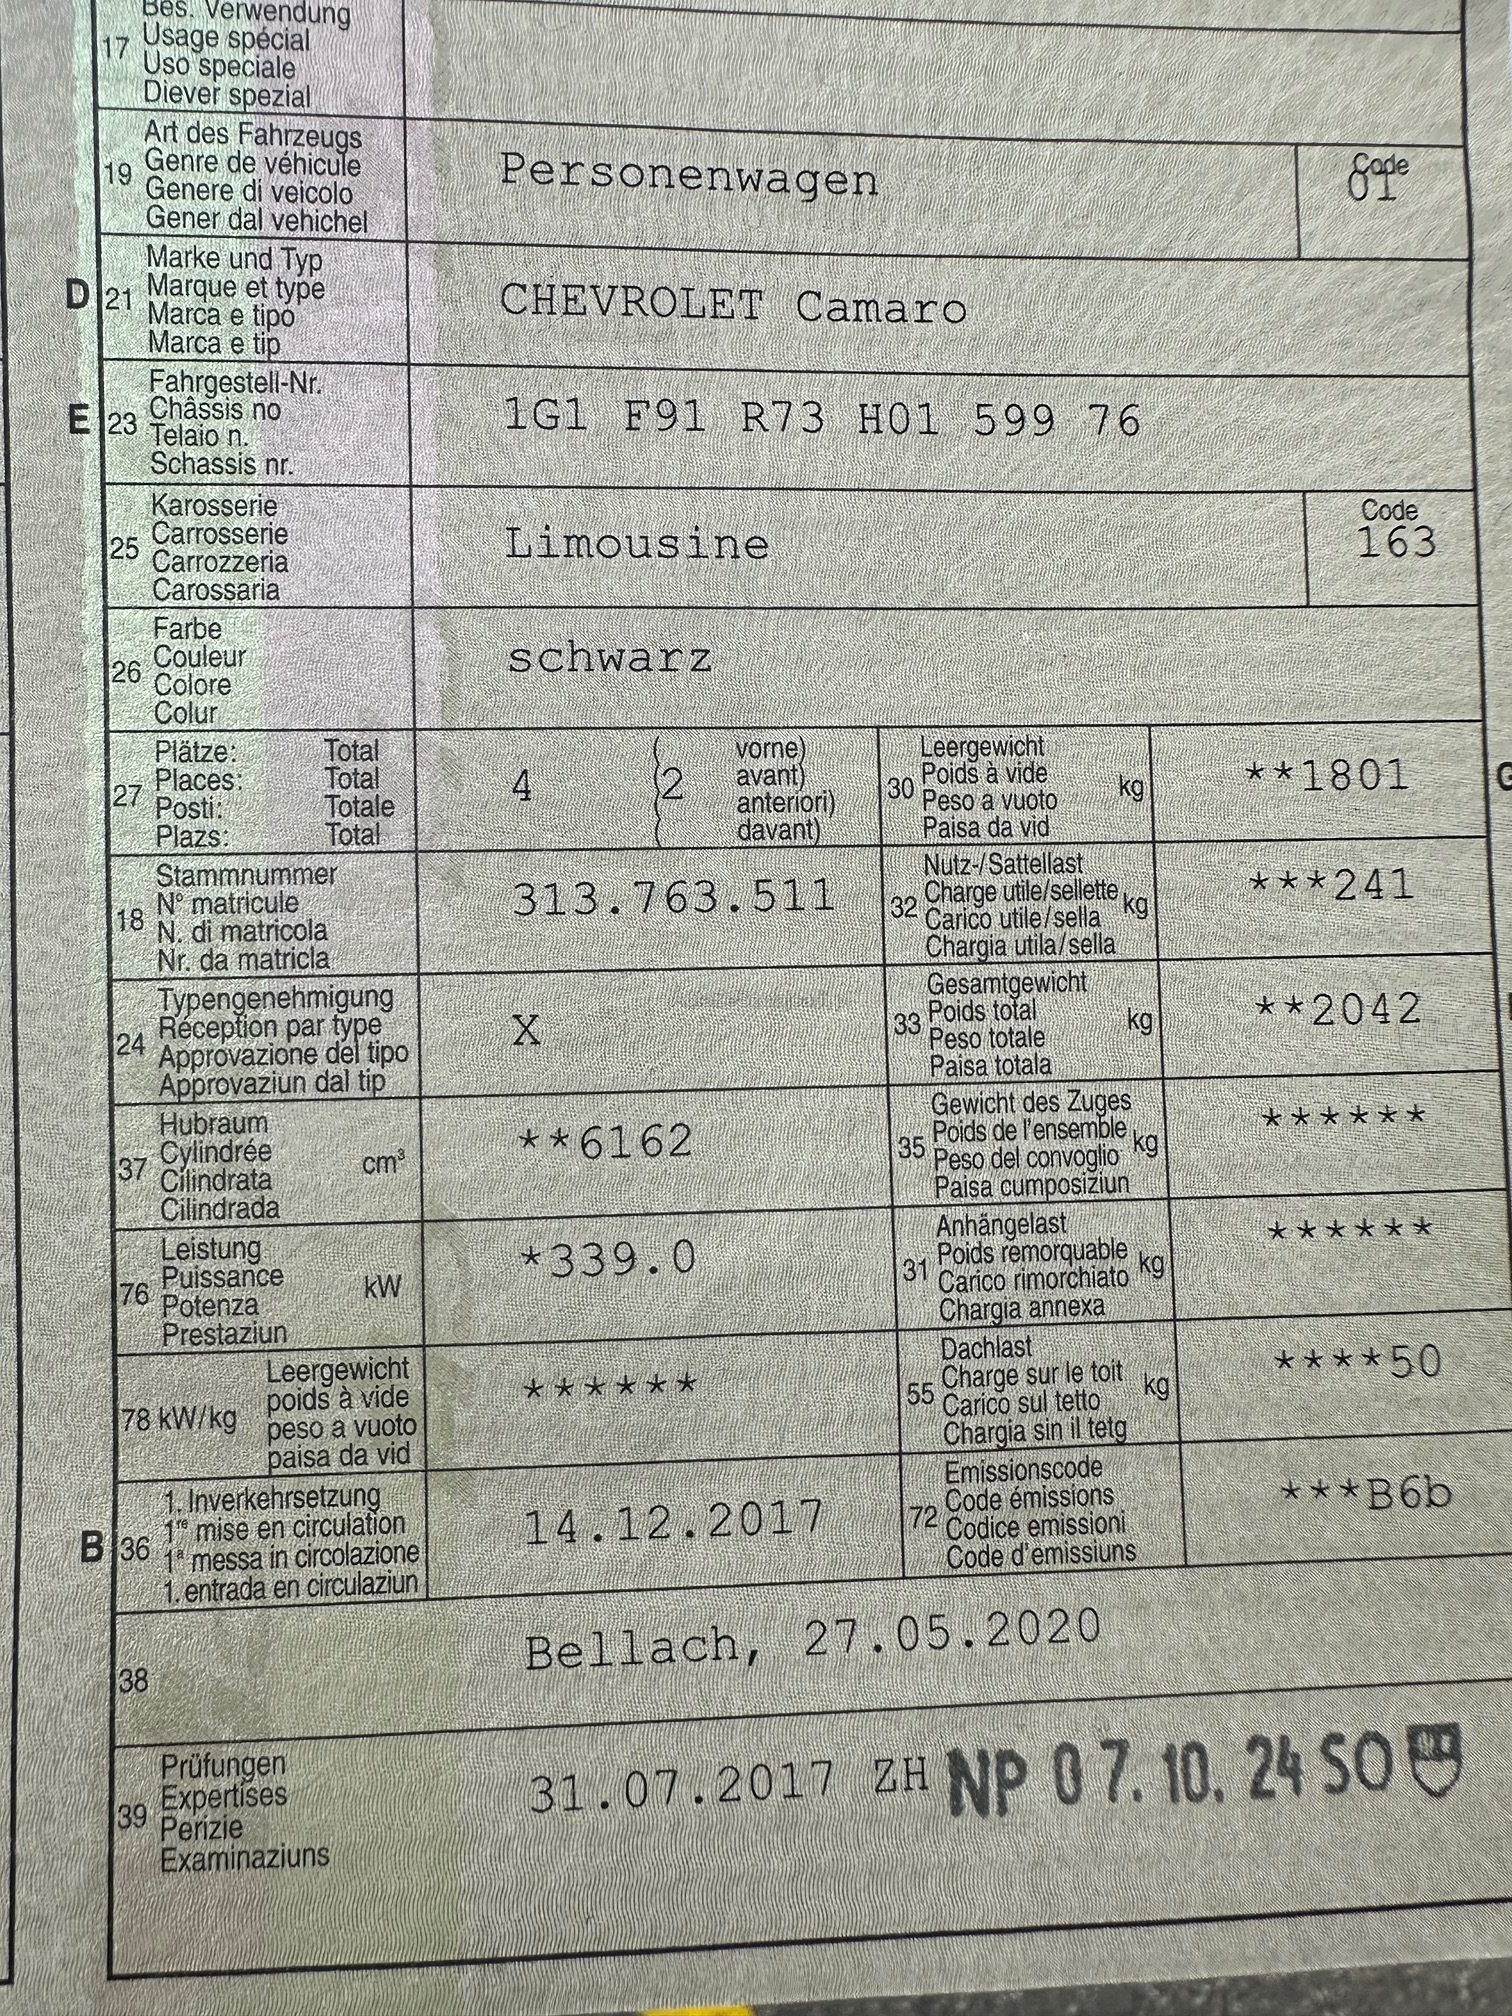 Bes. Verwendung
17 Usage spécial
Uso speciale
Diever spezial
Art des Fahrzeugs
19 Genre de véhicule
Genere di veicolo
Gener dal vehichel
Personenwagen
Code
01
Marke und Typ
D 21 Marque et type
Marca e tipo
Marca e tip
CHEVROLET Camaro
Fahrgestell-Nr.
E 23 Châssis no
Telaio n.
Schassis nr.
1G1 F91 R73 H01 599 76
Karosserie
25 Carrosserie
Carrozzeria
Carossaria
Limousine
Code
163
Farbe
26 Couleur
Colore
Colur
schwarz
Plätze: Total
27 Places: Total
Posti: Totale
Plazs: Total
4 (2 vorne)
avant)
anteriori)
davant)
Leergewicht
30 Poids à vide kg
Peso a vuoto
Paisa da vid
**1801
G
Stammnummer
18 N° matricule
N. di matricola
Nr. da matricla
313.763.511
Nutz-/Sattellast
32 Charge utile/sellette kg
Carico utile/sella
Chargia utila/sella
***241
Typengenehmigung
24 Réception par type
Approvazione del tipo
Approvaziun dal tip
X
Gesamtgewicht
33 Poids total kg
Peso totale
Paisa totala
**2042
Hubraum
37 Cylindrée cm³
Cilindrata
Cilindrada
**6162
Gewicht des Zuges
35 Poids de l'ensemble kg
Peso del convoglio
Paisa cumposiziun
******
Leistung
76 Puissance kW
Potenza
Prestaziun
*339.0
Anhängelast
31 Poids remorquable kg
Carico rimorchiato
Chargia annexa
******
Leergewicht
78 kW/kg poids à vide
peso a vuoto
paisa da vid
******
Dachlast
55 Charge sur le toit kg
Carico sul tetto
Chargia sin il tetg
****50
1. Inverkehrsetzung
B 36 1re mise en circulation
1a messa in circolazione
1. entrada en circulaziun
14.12.2017
Emissionscode
72 Code émissions
Codice emissioni
Code d'emissiuns
***B6b
38
Bellach, 27.05.2020
Prüfungen
39 Expertises
Perizie
Examinaziuns
31.07.2017 ZH NP 07.10.24 SO